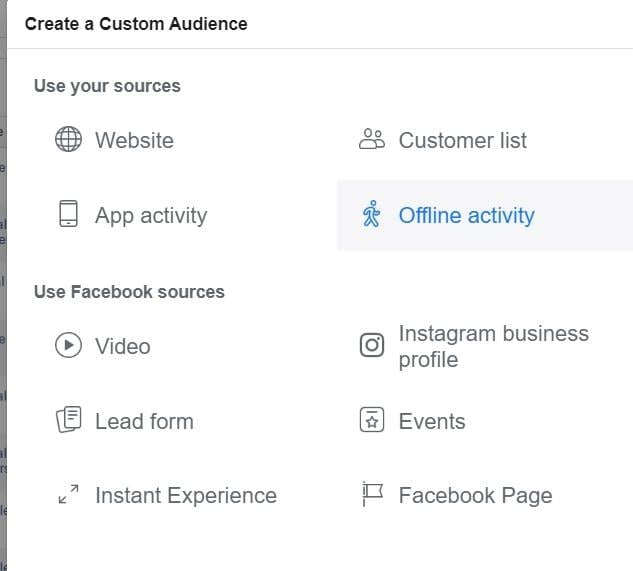 Create a Custom Audience
Use your sources
Website
Customer list
App activity
Offline activity
Use Facebook sources
Video
Instagram business
profile
Lead form
Events
Instant Experience
Facebook Page